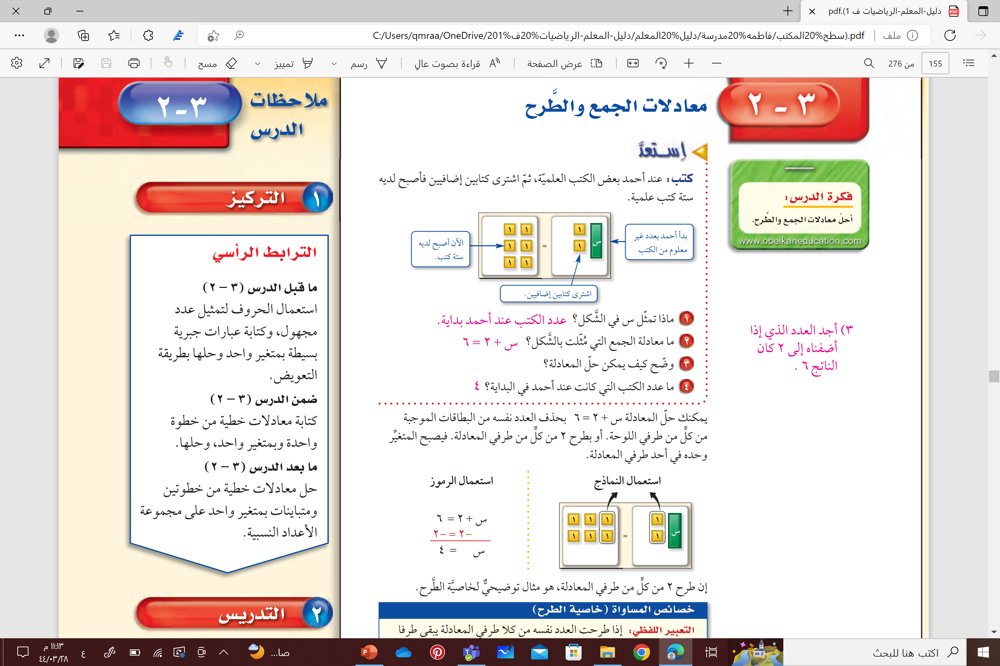 دليل-المعلم-الرياضيات ف 1).pdf
ملف
C:/Users/qmraa/OneDrive/سطح%20المكتب/فاطمه%20مدرسة/دليل%20المعلم/دليل-المعلم-الرياضيات%20ف%201).pdf
155
من 276
عرض الصفحة
قراءة بصوت عالٍ
رسم
تمييز
مسح
٣ - ٢
معادلات الجمع والطَّرح
فكرة الدرس:
أحلّ معادلات الجمع والطَّرح.
www.obeikaneducation.com
اِستعدَّ
كتب: عند أحمد بعض الكتب العلميّة، ثمّ اشترى كتابين إضافيين فأصبح لديه
ستة كتب علمية.
بدأ أحمد بعدد غير
معلوم من الكتب
س
١
١
=
١ ١
١ ١
١ ١
الآن أصبح لديه
ستة كتب.
اشترى كتابين إضافيين.
١ ماذا تمثّل س في الشَّكل؟ عدد الكتب عند أحمد بداية.
٢ ما معادلة الجمع التي مُثّلت بالشَّكل؟ س + ٢ = ٦
٣ وضّح كيف يمكن حلّ المعادلة؟
٤ ما عدد الكتب التي كانت عند أحمد في البداية؟ ٤
٣) أجد العدد الذي إذا
أضفناه إلى ٢ كان
الناتج ٦ .
يمكنك حلّ المعادلة س + ٢ = ٦ بحذف العدد نفسه من البطاقات الموجبة
من كلٍّ من طرفي اللوحة. أو بطرح ٢ من كلٍّ من طرفي المعادلة. فيصبح المتغيِّر
وحده في أحد طرفي المعادلة.
استعمال النماذج
س
١
١
=
١ ١ ١
١ ١ ١
استعمال الرموز
س + ٢ = ٦
−٢ = −٢
س = ٤
إن طرح ٢ من كلٍّ من طرفي المعادلة، هو مثال توضيحيٌّ لخاصيَّة الطَّرح.
خصائص المساواة (خاصية الطرح)
التعبير اللفظي: إذا طرحت العدد نفسه من كلا طرفي المعادلة يبقى طرفا
ملاحظات
الدرس
٣-٢
١ التركيز
الترابط الرأسي
ما قبل الدرس (٣ – ٢)
استعمال الحروف لتمثيل عدد
مجهول، وكتابة عبارات جبرية
بسيطة بمتغير واحد وحلها بطريقة
التعويض.
ضمن الدرس (٣ – ٢)
كتابة معادلات خطية من خطوة
واحدة وبمتغير واحد، وحلها.
ما بعد الدرس (٣ – ٢)
حل معادلات خطية من خطوتين
ومتباينات بمتغير واحد على مجموعة
الأعداد النسبية.
٢ التدريس
اكتب هنا للبحث
صا...
ع
١١:١٣ م
٤٤/٠٣/٢٨